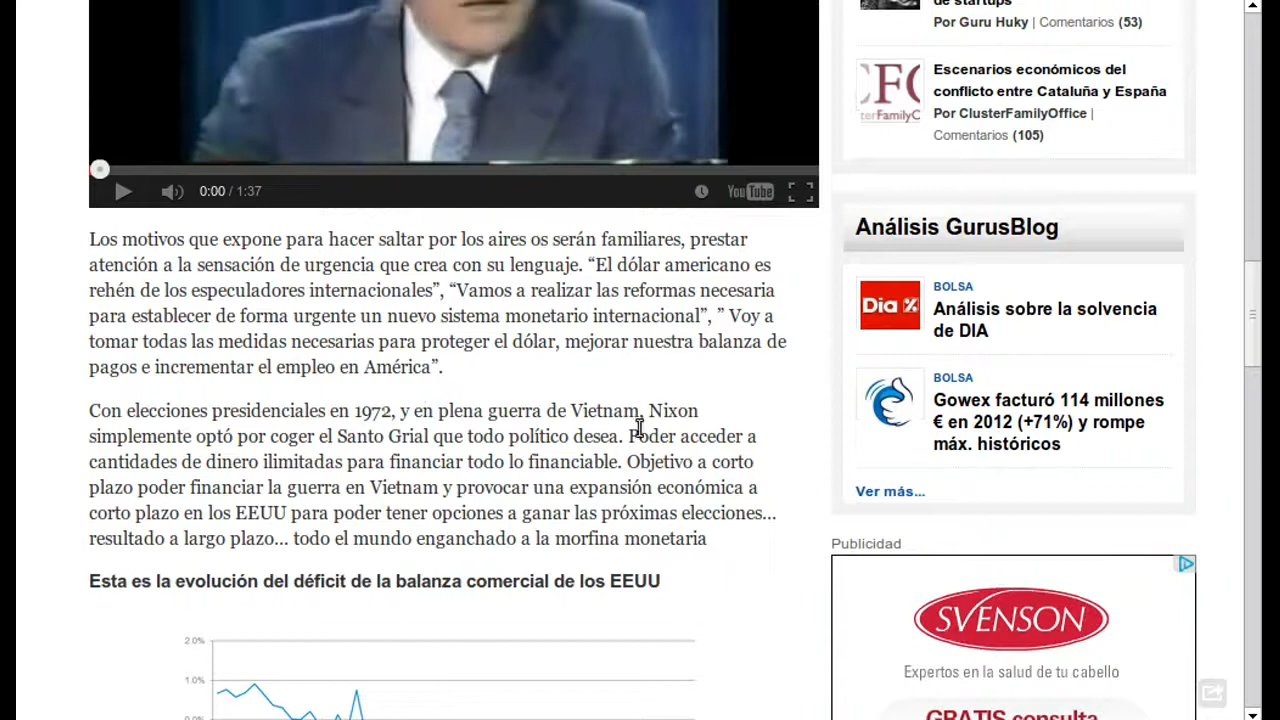 0:00 / 1:37
YouTube
Los motivos que expone para hacer saltar por los aires os serán familiares, prestar
atención a la sensación de urgencia que crea con su lenguaje. “El dólar americano es
rehén de los especuladores internacionales”, “Vamos a realizar las reformas necesaria
para establecer de forma urgente un nuevo sistema monetario internacional”, ” Voy a
tomar todas las medidas necesarias para proteger el dólar, mejorar nuestra balanza de
pagos e incrementar el empleo en América”.
Con elecciones presidenciales en 1972, y en plena guerra de Vietnam, Nixon
simplemente optó por coger el Santo Grial que todo político desea. Poder acceder a
cantidades de dinero ilimitadas para financiar todo lo financiable. Objetivo a corto
plazo poder financiar la guerra en Vietnam y provocar una expansión económica a
corto plazo en los EEUU para poder tener opciones a ganar las próximas elecciones...
resultado a largo plazo... todo el mundo enganchado a la morfina monetaria
Esta es la evolución del déficit de la balanza comercial de los EEUU
2.0%
1.0%
0.0%
de startups
Por Guru Huky | Comentarios (53)
Escenarios económicos del
conflicto entre Cataluña y España
Por ClusterFamilyOffice |
Comentarios (105)
Análisis GurusBlog
BOLSA
Dia %
Análisis sobre la solvencia
de DIA
BOLSA
Gowex facturó 114 millones
€ en 2012 (+71%) y rompe
máx. históricos
Ver más...
Publicidad
SVENSON
Expertos en la salud de tu cabello
GRATIS consulta